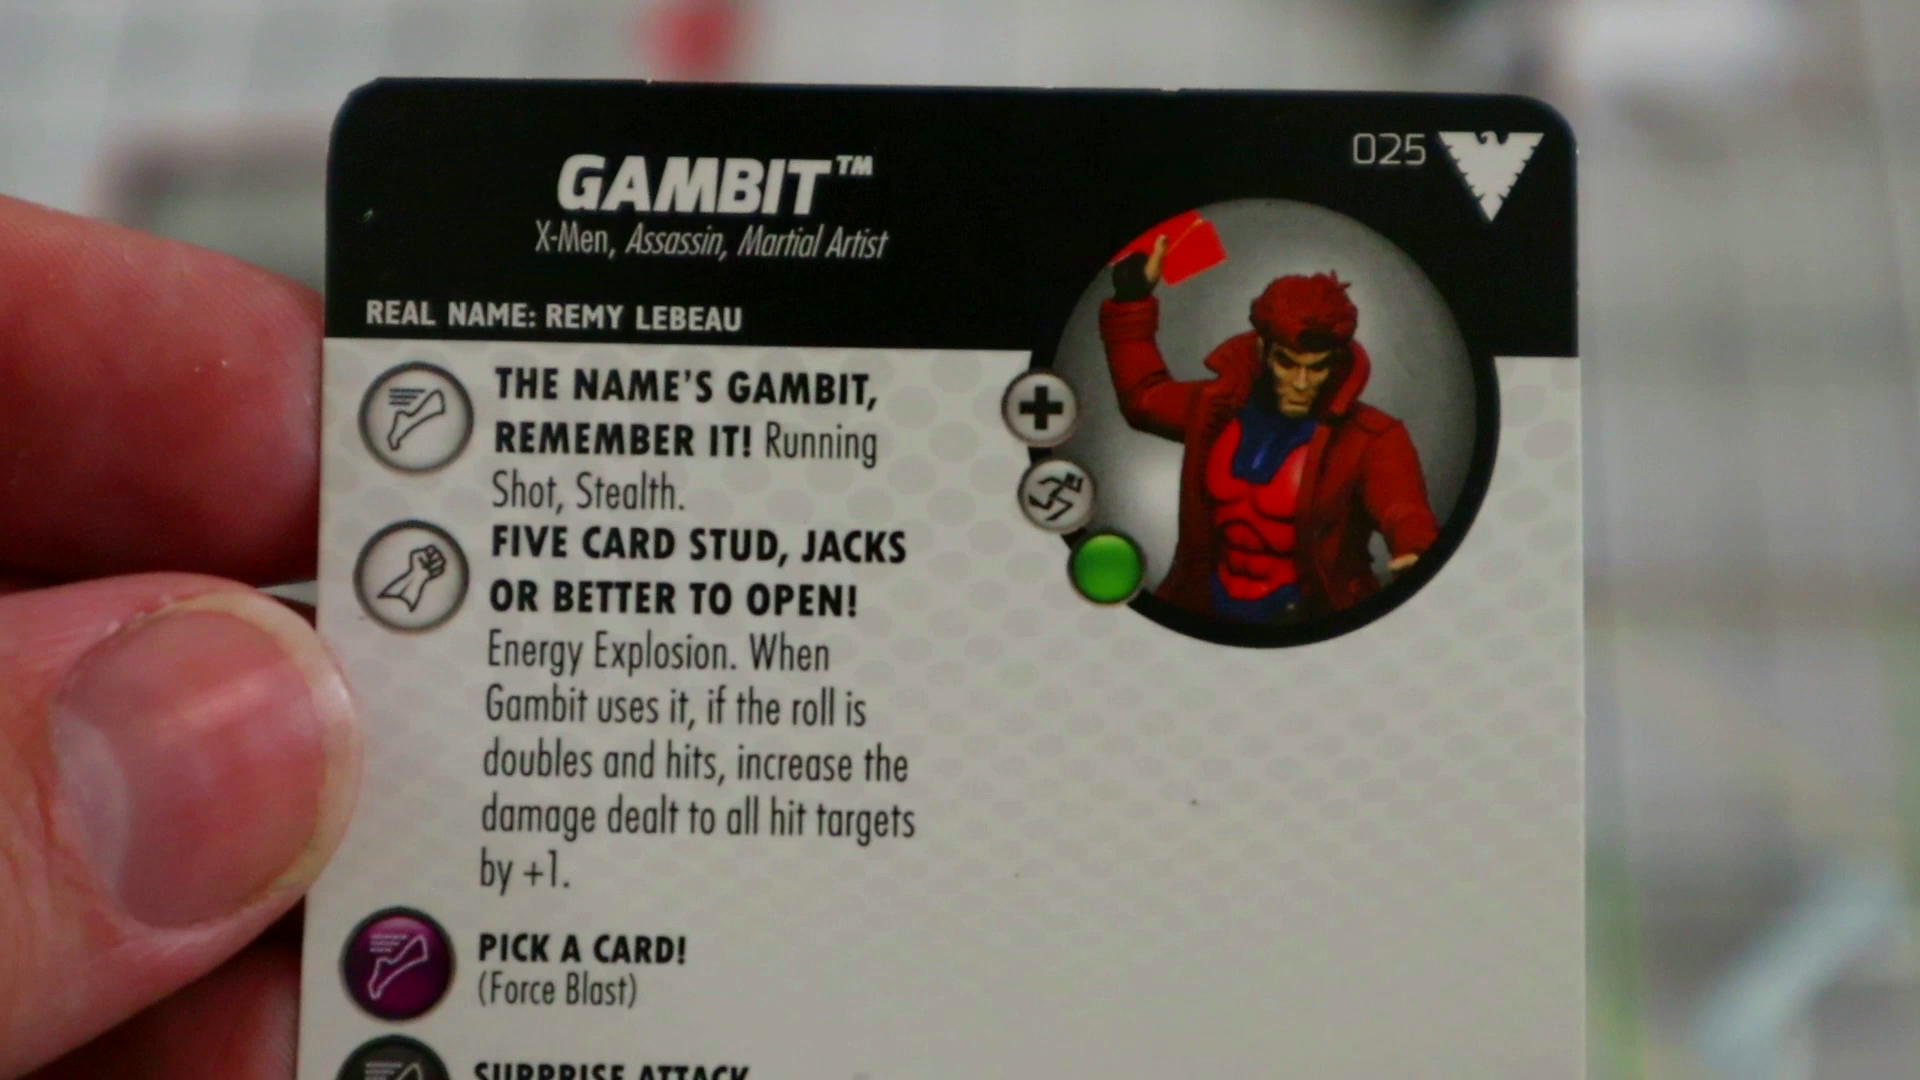 025
GAMBIT™
X-Men, Assassin, Martial Artist
REAL NAME: REMY LEBEAU
THE NAME'S GAMBIT,
REMEMBER IT! Running
Shot, Stealth.
FIVE CARD STUD, JACKS
OR BETTER TO OPEN!
Energy Explosion. When
Gambit uses it, if the roll is
doubles and hits, increase the
damage dealt to all hit targets
by +1.
PICK A CARD!
(Force Blast)
SURPRISE ATTACK